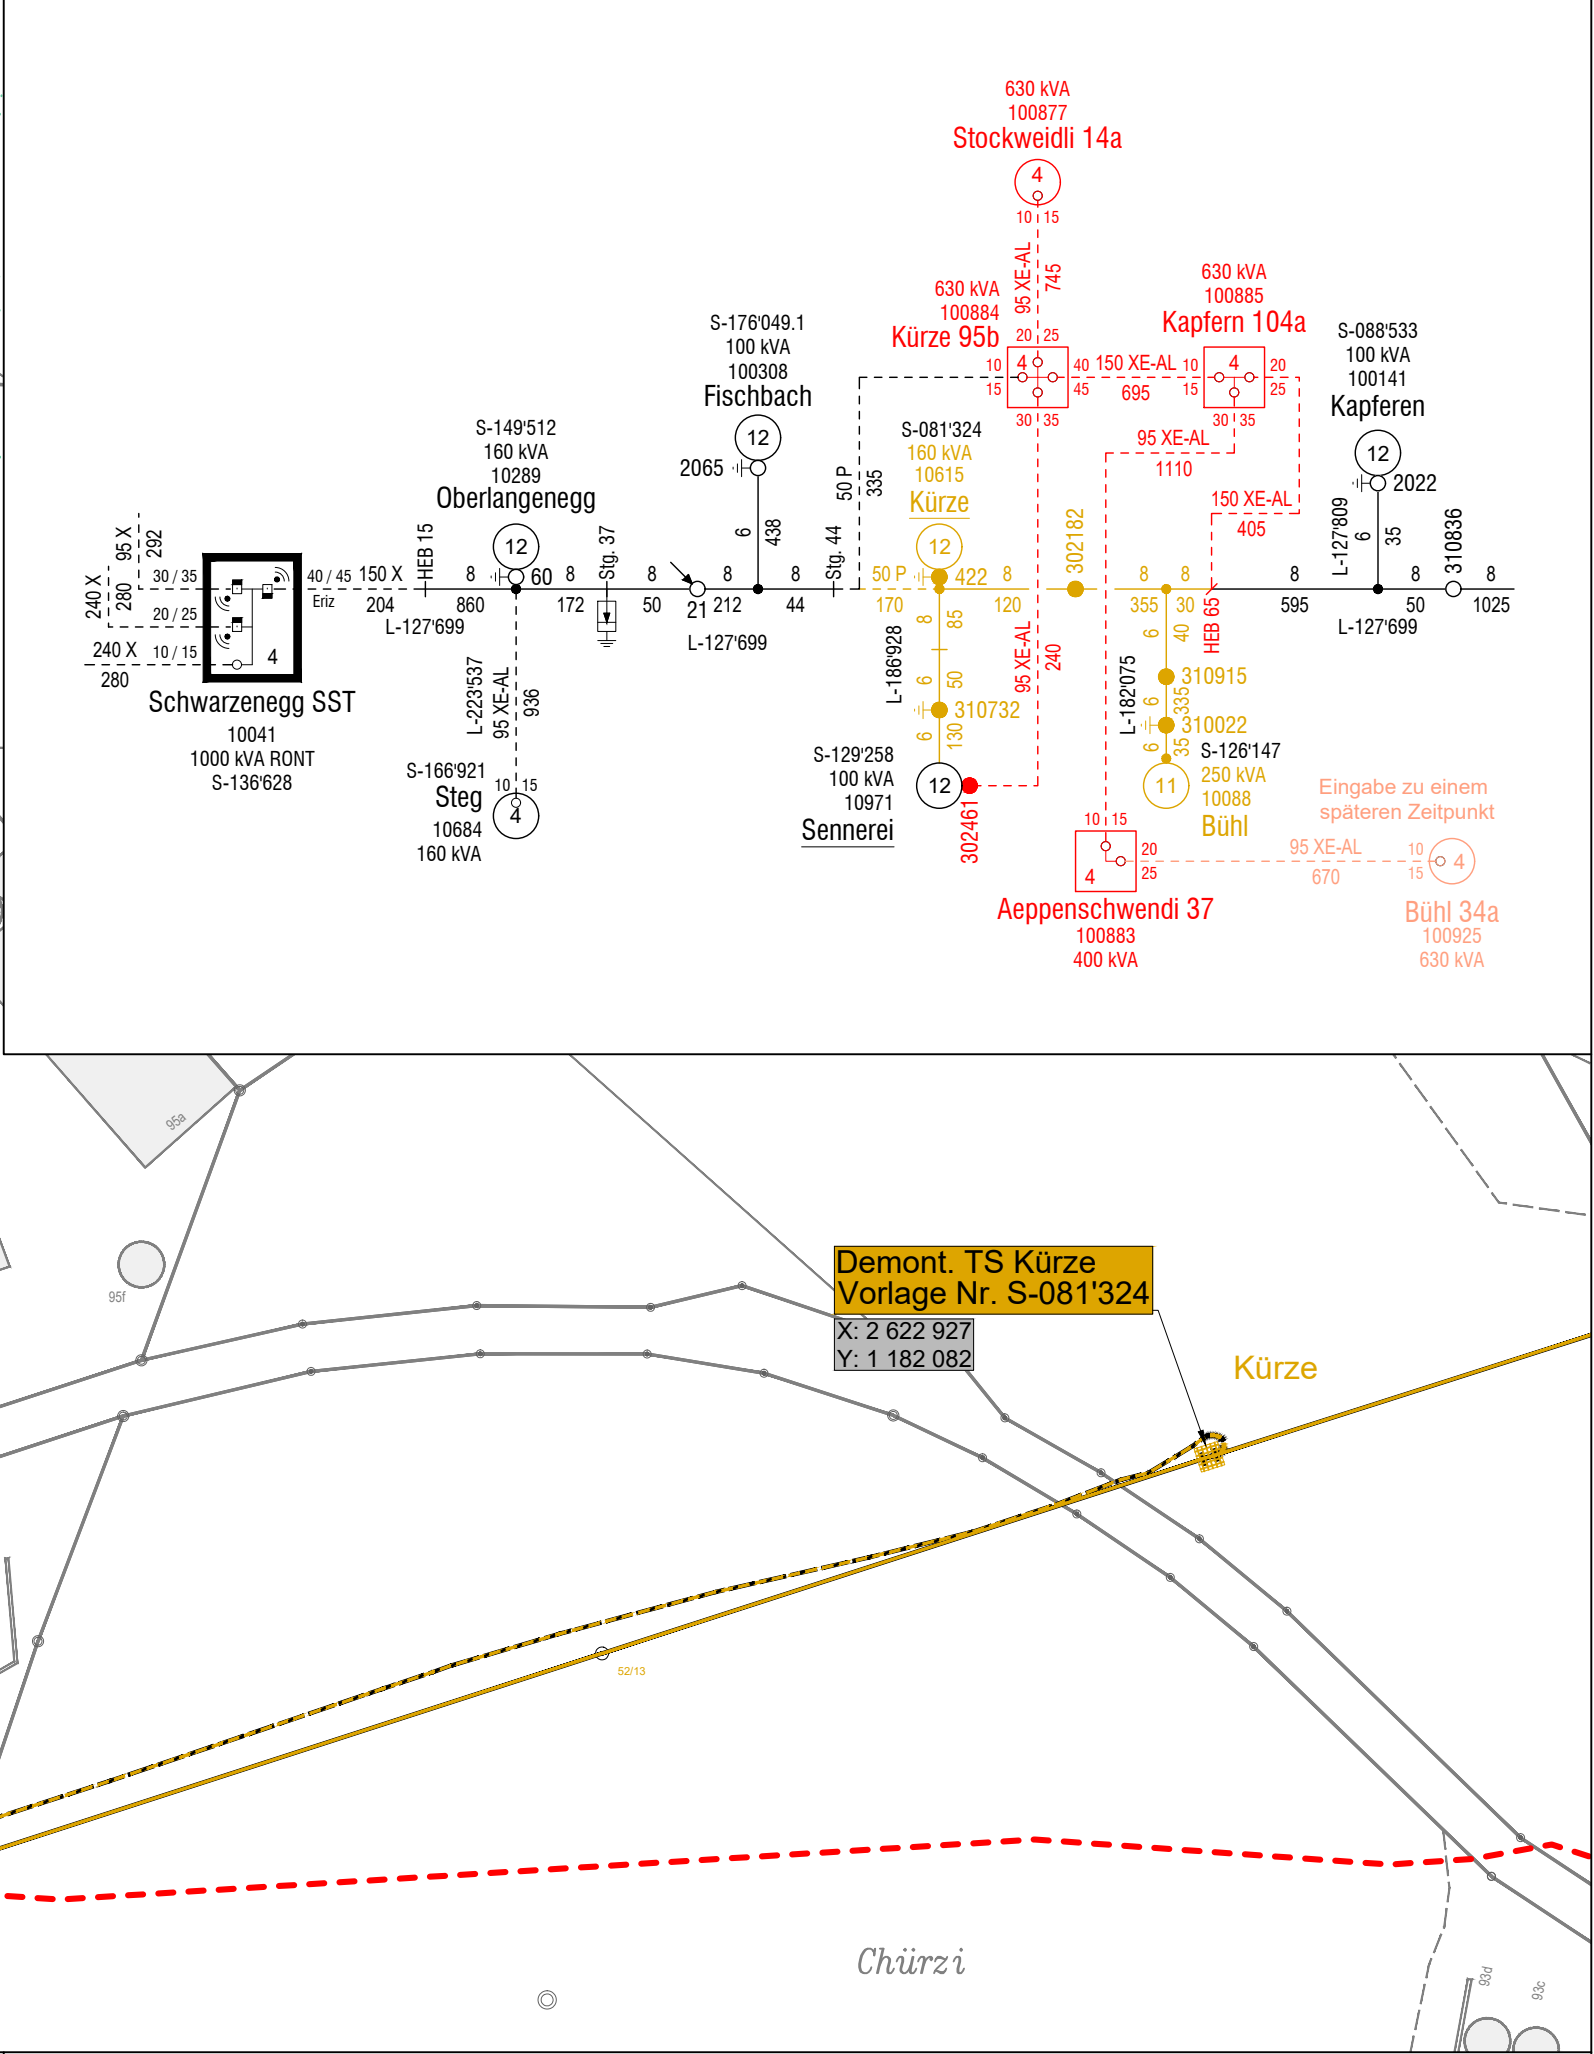 630 kVA
100877
Stockweidli 14a
4
10 15
95 XE-AL
745
630 kVA
100884
Kürze 95b
20 25
10
15
4
40
45
30 35
150 XE-AL
695
630 kVA
100885
Kapfern 104a
10
15
4
20
25
30 35
95 XE-AL
1110
150 XE-AL
405
S-088'533
100 kVA
100141
Kapferen
12
2022
L-127'809
6
35
310836
S-176'049.1
100 kVA
100308
Fischbach
12
2065
6
438
S-149'512
160 kVA
10289
Oberlangenegg
12
60
S-081'324
160 kVA
10615
Kürze
12
422
50 P
335
302182
95 X
292
240 X
280
30 / 35
20 / 25
10 / 15
240 X
280
4
40 / 45
150 X
Eriz
204
HEB 15
L-127'699
8
860
8
172
Stg. 37
8
50
21
8
212
L-127'699
8
44
Stg. 44
50 P
170
8
120
8
355
8
30
HEB 65
8
595
8
50
L-127'699
8
1025
Schwarzenegg SST
10041
1000 kVA RONT
S-136'628
L-223'537
95 XE-AL
936
S-166'921
Steg
10684
160 kVA
10 15
4
L-186'928
8
85
6
50
310732
6
130
95 XE-AL
240
S-129'258
100 kVA
10971
Sennerei
12
302461
L-182'075
6
40
310915
6
335
310022
6
35
S-126'147
250 kVA
10088
Bühl
11
10 15
20
25
4
Aeppenschwendi 37
100883
400 kVA
Eingabe zu einem
späteren Zeitpunkt
95 XE-AL
670
10
15
4
Bühl 34a
100925
630 kVA
95a
95f
Demont. TS Kürze
Vorlage Nr. S-081'324
X: 2 622 927
Y: 1 182 082
Kürze
52/13
Chürzi
93d
93c